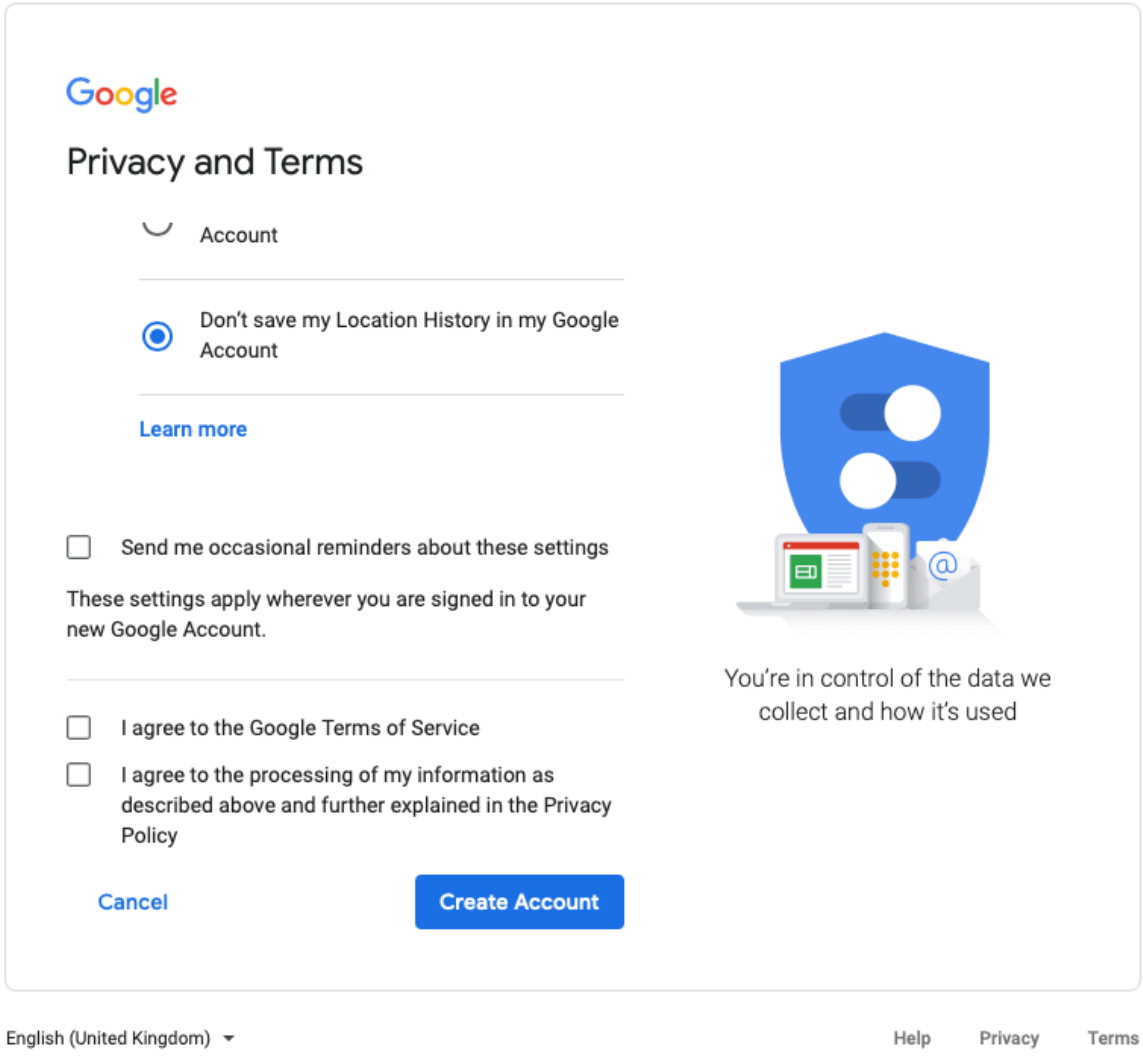 Google
Privacy and Terms
Account
Don't save my Location History in my Google
Account
Learn more
Send me occasional reminders about these settings
These settings apply wherever you are signed in to your
new Google Account.
I agree to the Google Terms of Service
I agree to the processing of my information as
described above and further explained in the Privacy
Policy
Cancel
Create Account
@
You're in control of the data we
collect and how it's used
English (United Kingdom)
Help
Privacy
Terms